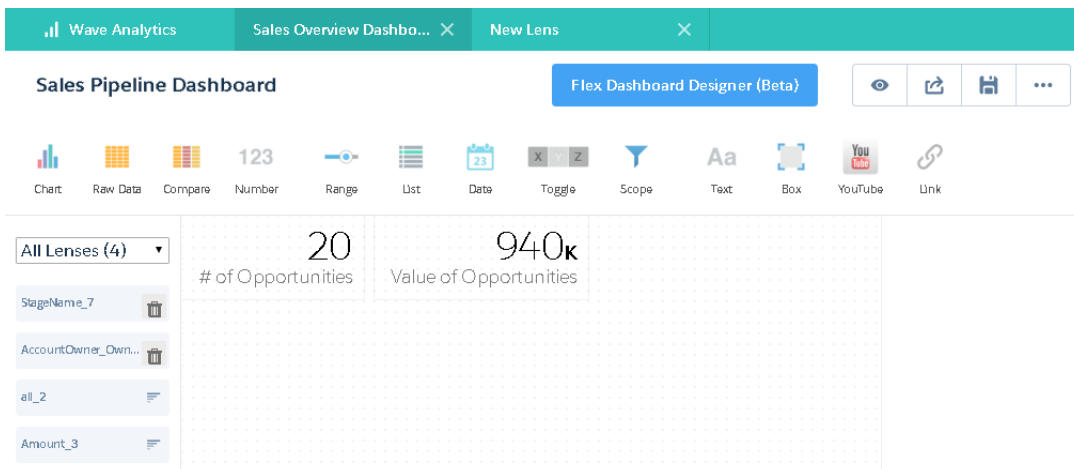 Wave Analytics
Sales Overview Dashbo...
New Lens
Sales Pipeline Dashboard
Flex Dashboard Designer (Beta)
123
23
X Y Z
Aa
You Tube
Chart
Raw Data
Compare
Number
Range
List
Date
Toggle
Scope
Text
Box
YouTube
Link
All Lenses (4)
20
# of Opportunities
940K
Value of Opportunities
StageName_7
AccountOwner_Own...
all_2
Amount_3